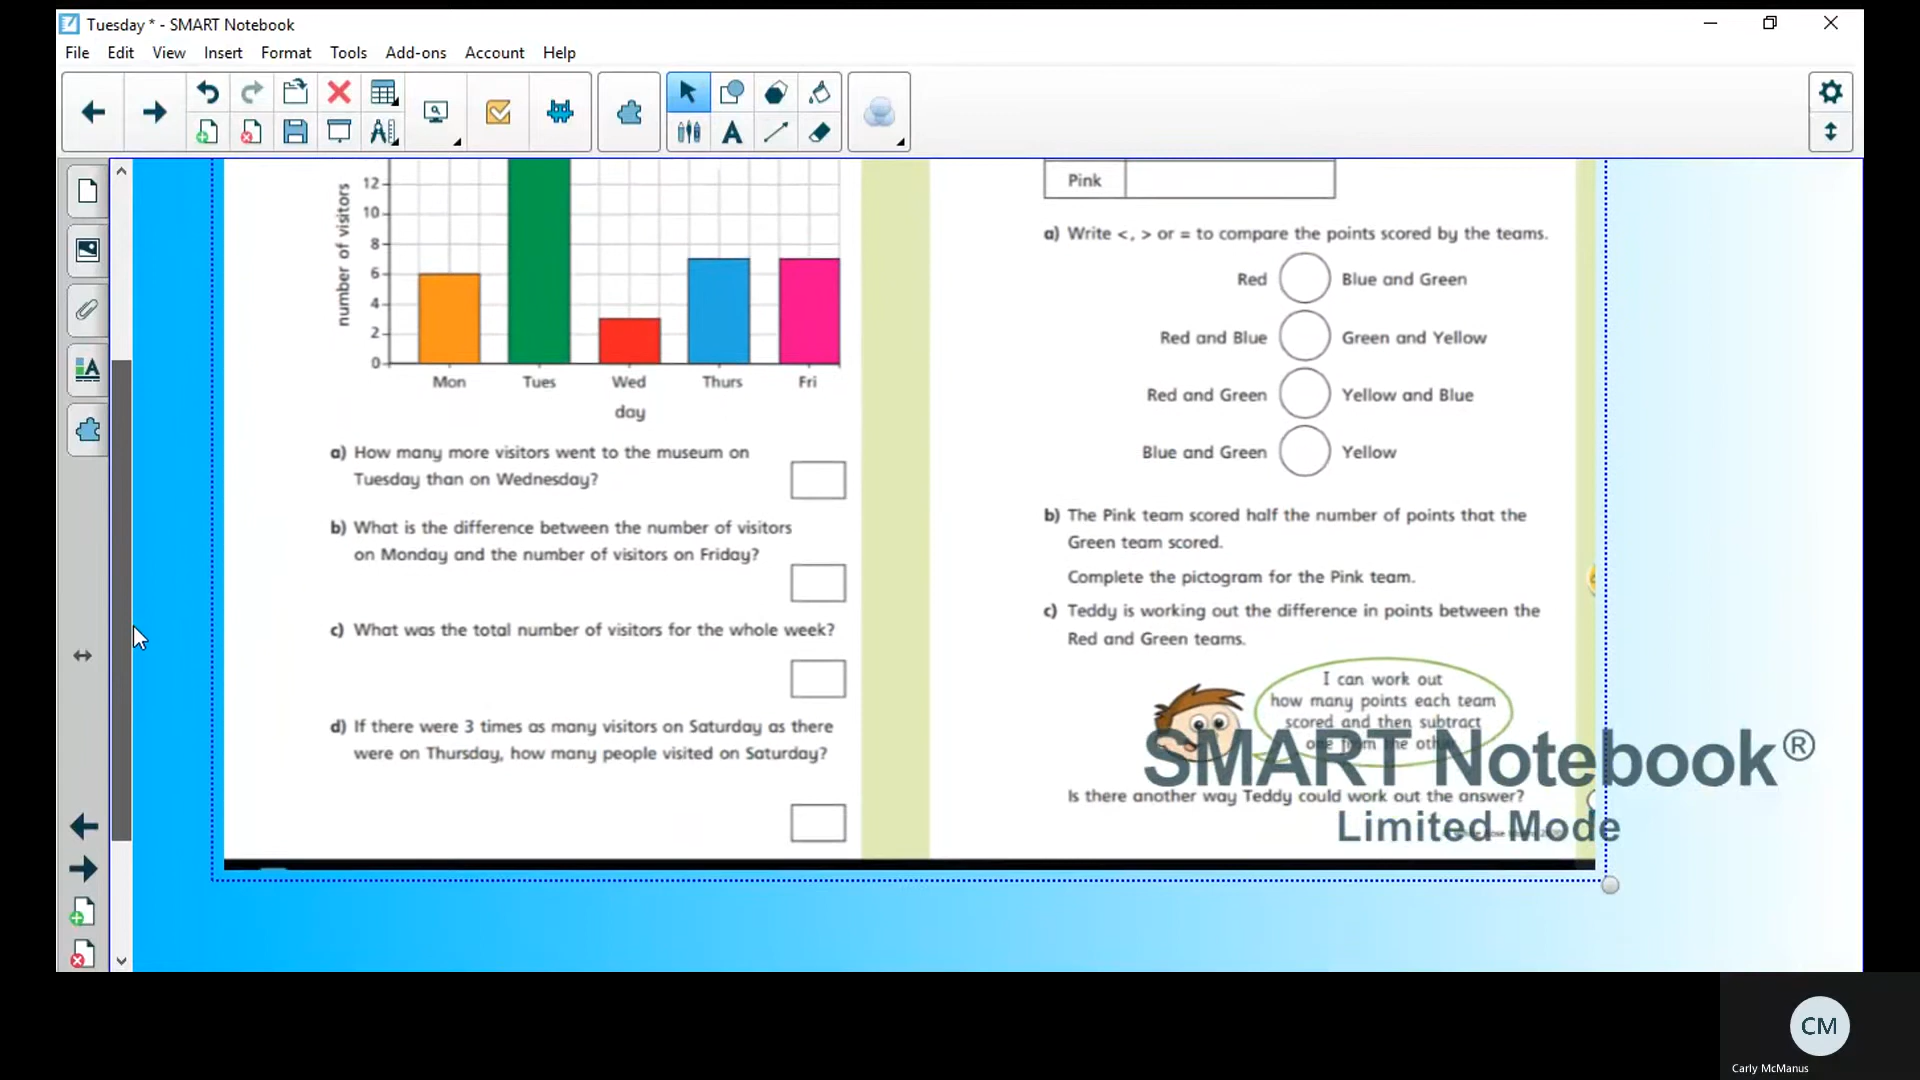 Tuesday * - SMART Notebook
File Edit View Insert Format Tools Add-ons Account Help
12
10
8
6
4
2
0
number of visitors
Mon Tues Wed Thurs Fri
day
a) How many more visitors went to the museum on
Tuesday than on Wednesday?
b) What is the difference between the number of visitors
on Monday and the number of visitors on Friday?
c) What was the total number of visitors for the whole week?
d) If there were 3 times as many visitors on Saturday as there
were on Thursday, how many people visited on Saturday?
Pink
a) Write <, > or = to compare the points scored by the teams.
Red Blue and Green
Red and Blue Green and Yellow
Red and Green Yellow and Blue
Blue and Green Yellow
b) The Pink team scored half the number of points that the
Green team scored.
Complete the pictogram for the Pink team.
c) Teddy is working out the difference in points between the
Red and Green teams.
I can work out
how many points each team
scored and then subtract
one from the other
Is there another way Teddy could work out the answer?
SMART Notebook®
Limited Mode
CM
Carly McManus